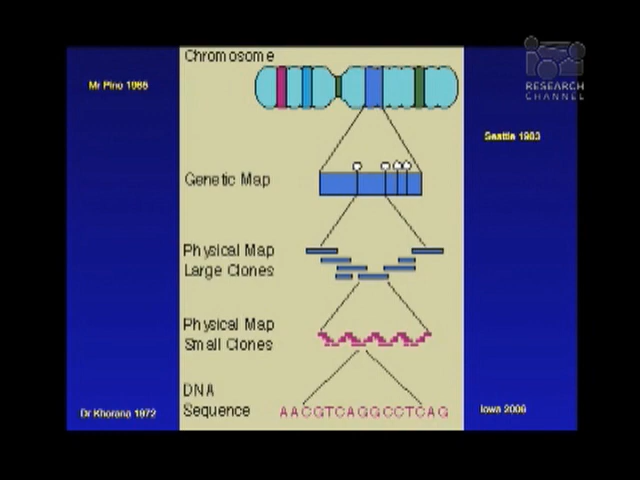 Chromosome
RESEARCH
CHANNEL
Mr Pino 1985
Seattle 1983
Genetic Map
Physical Map
Large Clones
Physical Map
Small Clones
DNA
Sequence
AACGTCAGGCCTCAG
Dr Khorana 1972
Iowa 2006